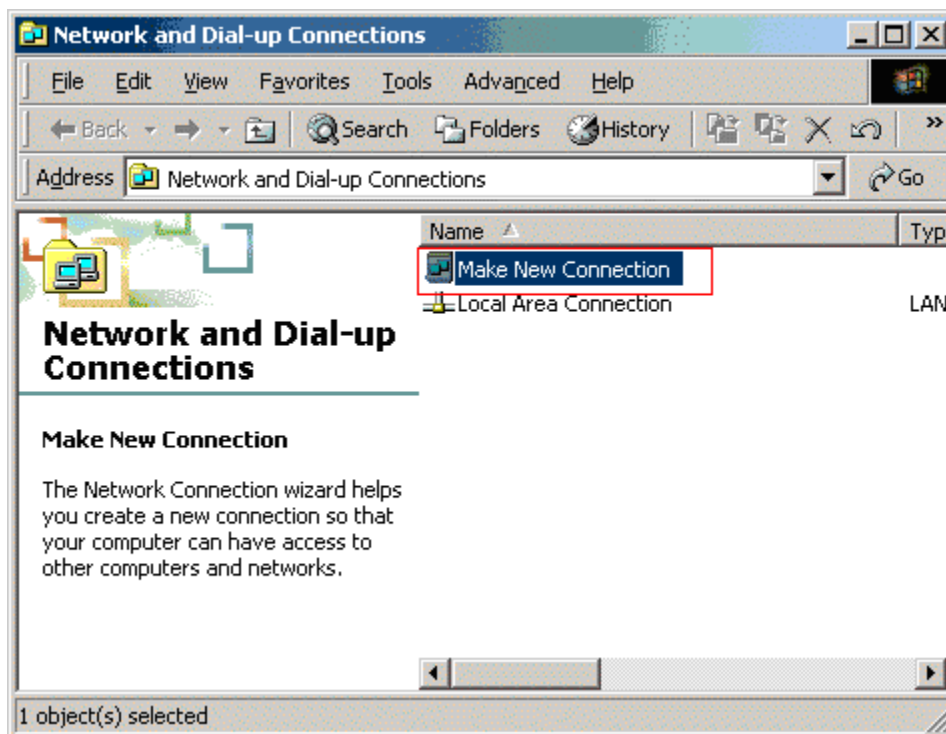 Network and Dial-up Connections
File Edit View Favorites Tools Advanced Help
Back Search Folders History »
Address Network and Dial-up Connections Go
Name Typ
Make New Connection
Local Area Connection LAN
Network and Dial-up
Connections
Make New Connection
The Network Connection wizard helps
you create a new connection so that
your computer can have access to
other computers and networks.
1 object(s) selected